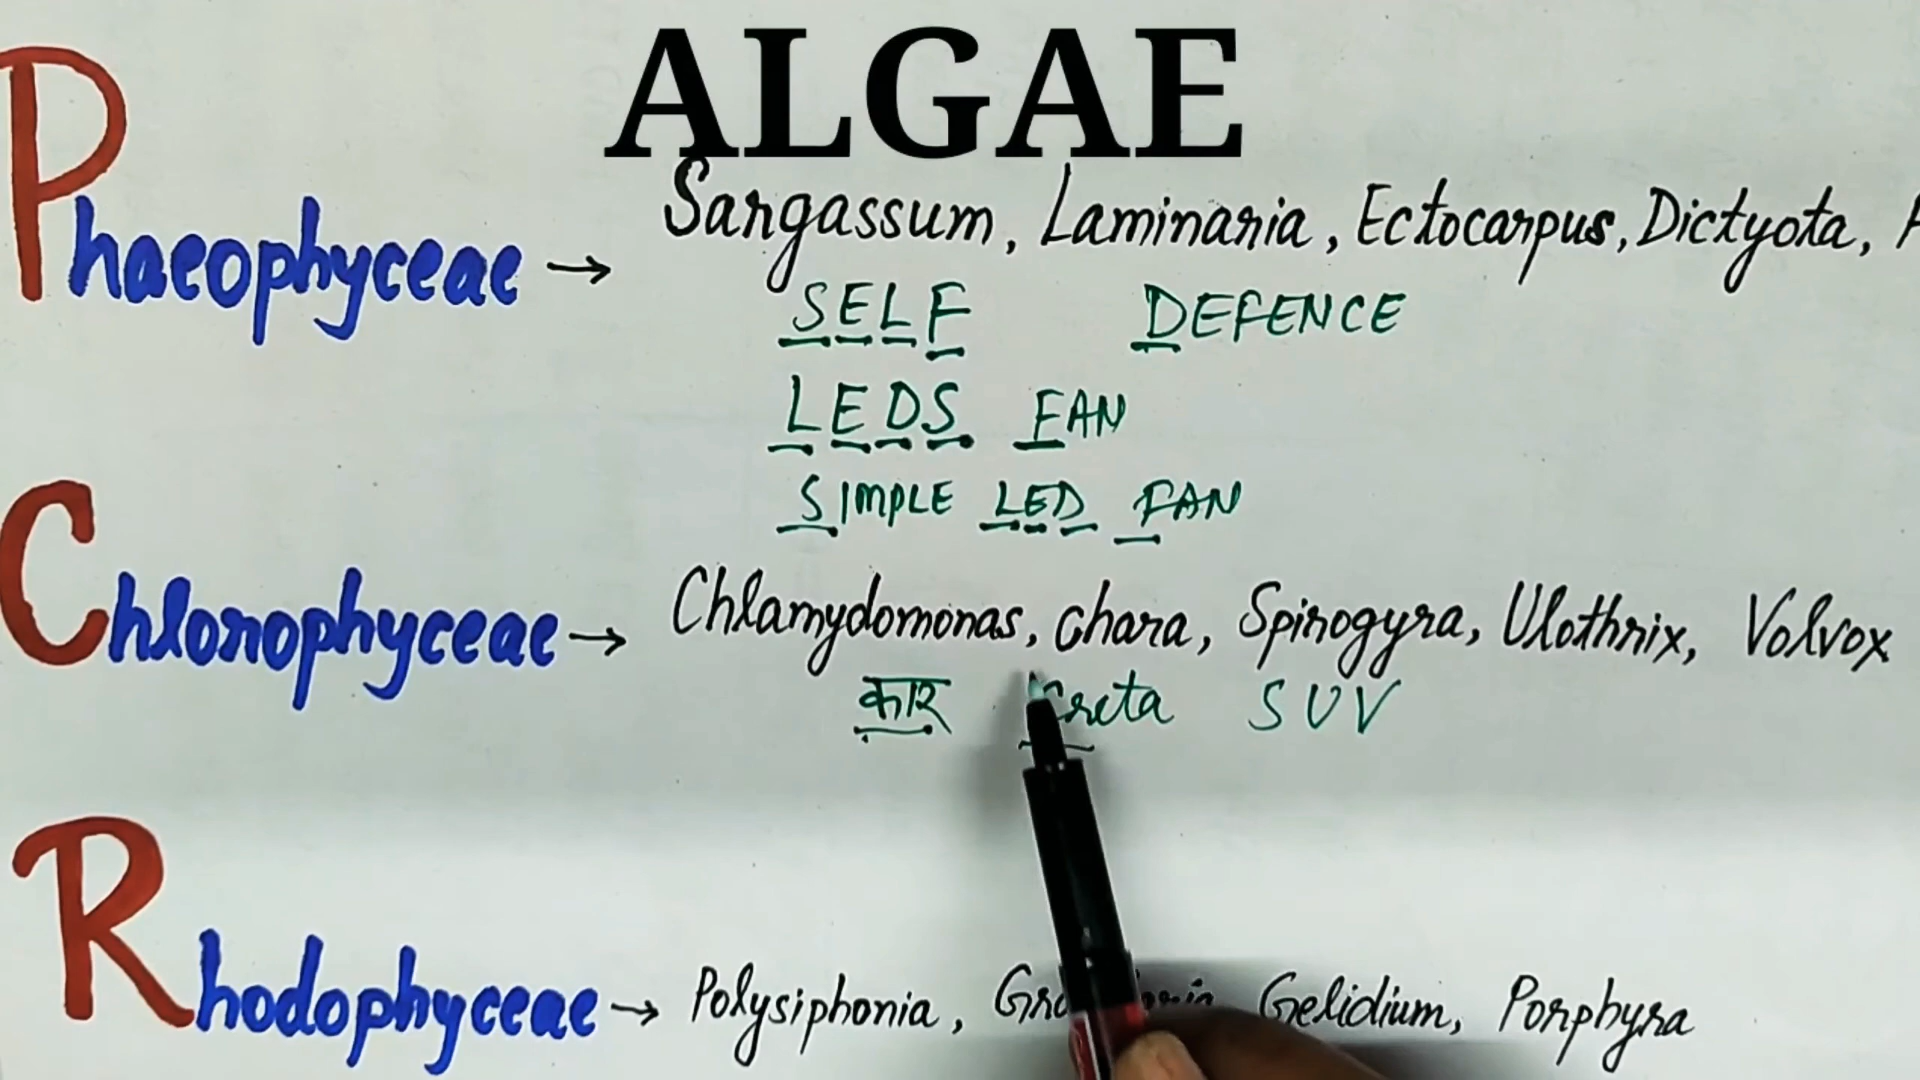 ALGAE
Phaeophyceae → Sargassum, Laminaria, Ectocarpus, Dictyota,
SELF DEFENCE
LEDS FAN
SIMPLE LED FAN
Chlorophyceae → Chlamydomonas, chara, Spirogyra, Ulothrix, Volvox
कार Creta SUV
Rhodophyceae → Polysiphonia, Gelidium, Porphyra